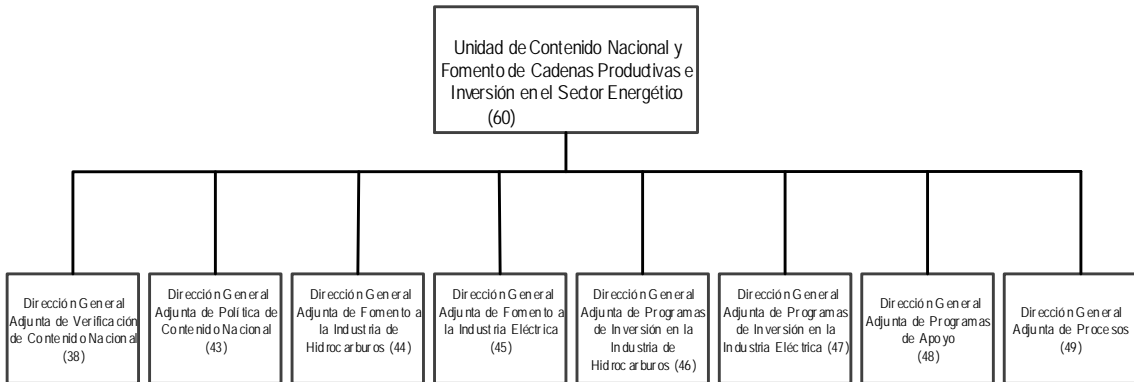 Unidad de Contenido Nacional y
Fomento de Cadenas Productivas e
Inversión en el Sector Energético
(60)
Dirección General
Adjunta de Verificación
de Contenido Nacional
(38)
Dirección General
Adjunta de Política de
Contenido Nacional
(43)
Dirección General
Adjunta de Fomento a
la Industria de
Hidrocarburos (44)
Dirección General
Adjunta de Fomento a
la Industria Eléctrica
(45)
Dirección General
Adjunta de Programas
de Inversión en la
Industria de
Hidrocarburos (46)
Dirección General
Adjunta de Programas
de Inversión en la
Industria Eléctrica (47)
Dirección General
Adjunta de Programas
de Apoyo
(48)
Dirección General
Adjunta de Procesos
(49)